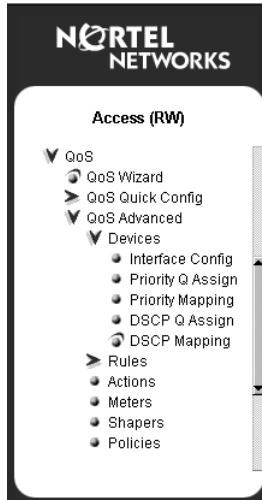 NORTEL
NETWORKS
Access (RW)
QoS
QoS Wizard
QoS Quick Config
QoS Advanced
Devices
Interface Config
Priority Q Assign
Priority Mapping
DSCP Q Assign
DSCP Mapping
Rules
Actions
Meters
Shapers
Policies